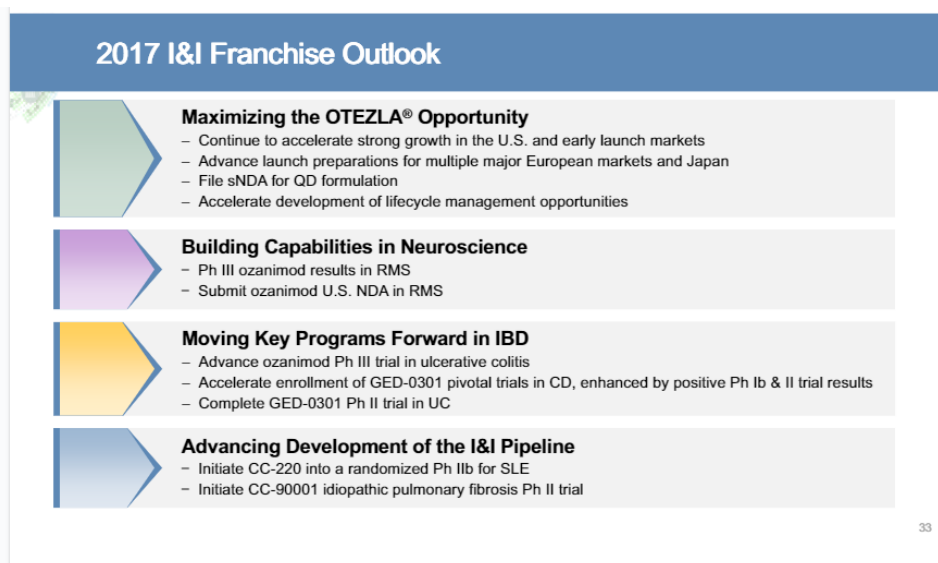 2017 I&I Franchise Outlook
Maximizing the OTEZLA® Opportunity
– Continue to accelerate strong growth in the U.S. and early launch markets
– Advance launch preparations for multiple major European markets and Japan
– File sNDA for QD formulation
– Accelerate development of lifecycle management opportunities
Building Capabilities in Neuroscience
– Ph III ozanimod results in RMS
– Submit ozanimod U.S. NDA in RMS
Moving Key Programs Forward in IBD
– Advance ozanimod Ph III trial in ulcerative colitis
– Accelerate enrollment of GED-0301 pivotal trials in CD, enhanced by positive Ph Ib & II trial results
– Complete GED-0301 Ph II trial in UC
Advancing Development of the I&I Pipeline
– Initiate CC-220 into a randomized Ph IIb for SLE
– Initiate CC-90001 idiopathic pulmonary fibrosis Ph II trial
33